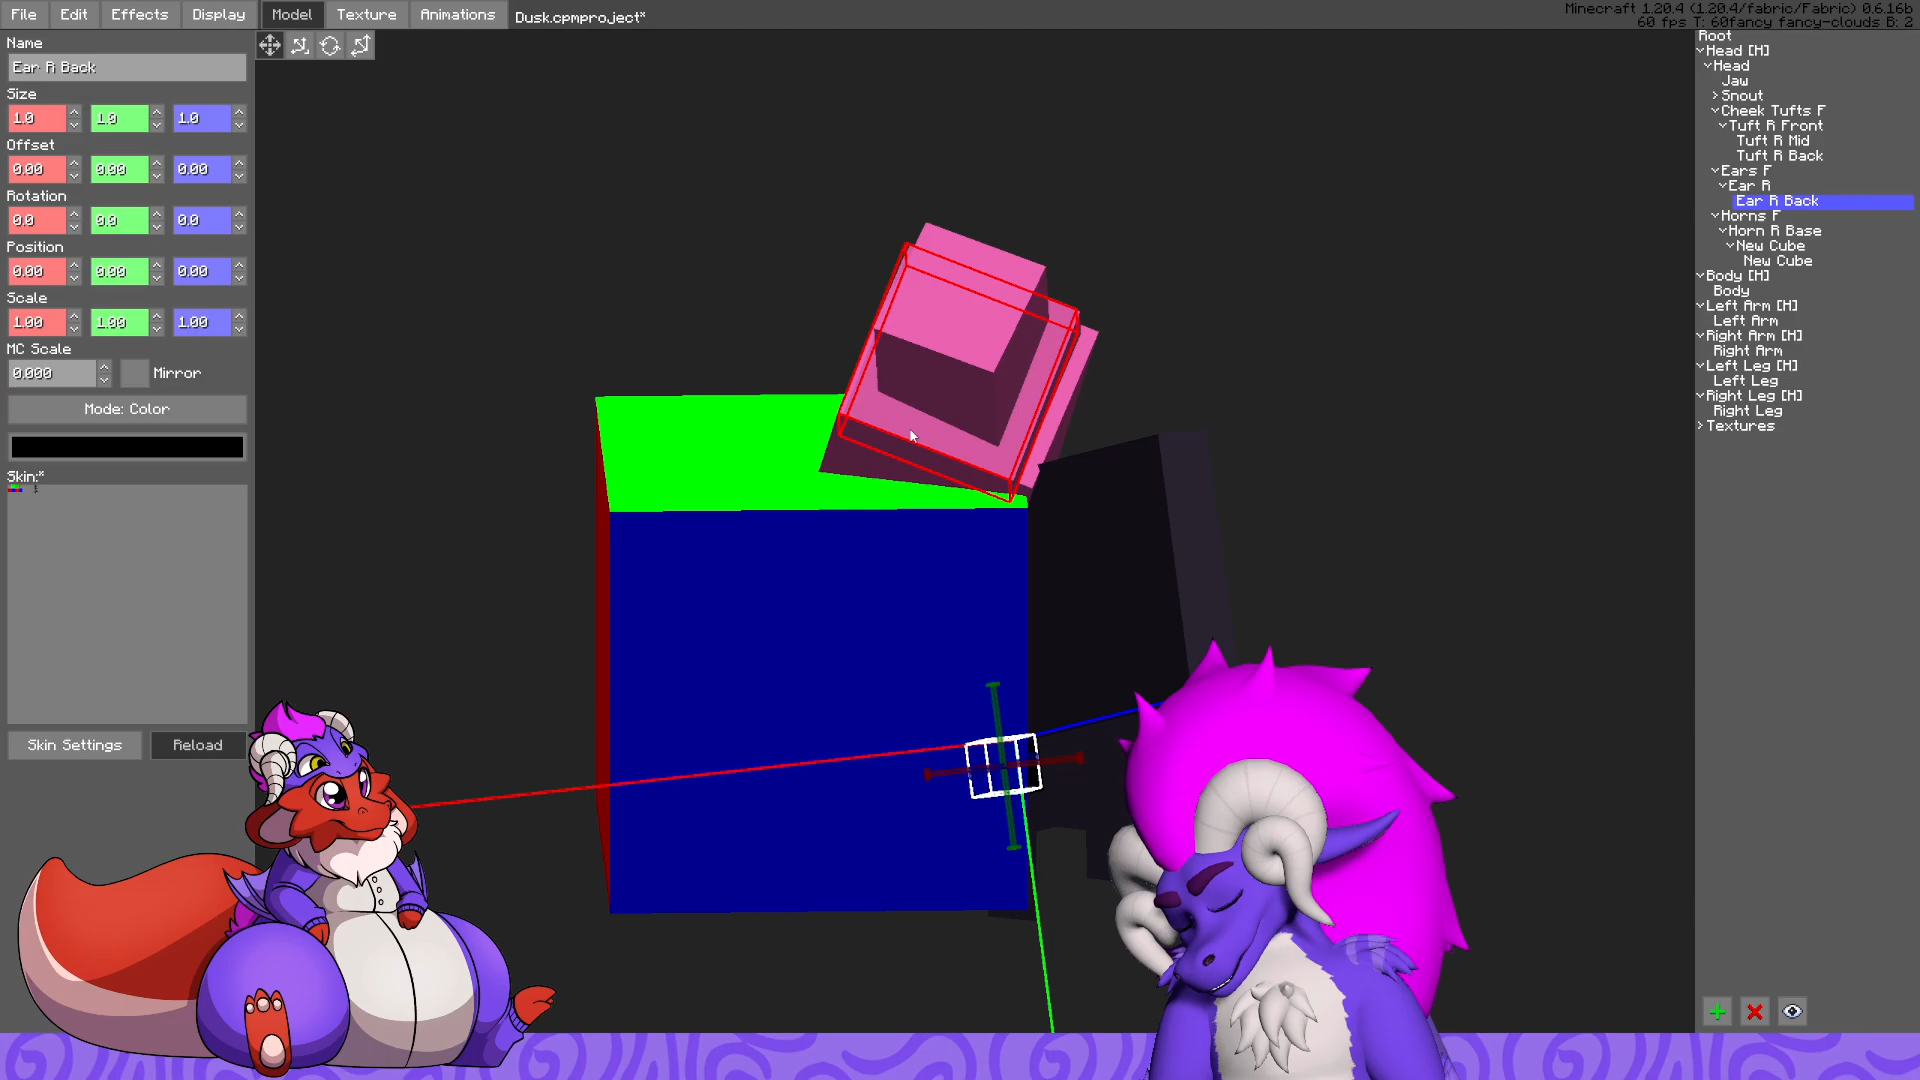 File Edit Effects Display Model Texture Animations Dusk.cpmproject*
Minecraft 1.20.4 (1.20.4/fabric/Fabric) 0.6.16b
60 fps T: 60fancy fancy-clouds B: 2
Name
Ear R Back
Size
1.0 1.0 1.0
Offset
0.00 0.00 0.00
Rotation
0.0 0.0 0.0
Position
0.00 0.00 0.00
Scale
1.00 1.00 1.00
MC Scale
0.000 Mirror
Mode: Color
Skin:*
Skin Settings Reload
Root
Head [H]
Head
Jaw
Snout
Cheek Tufts F
Tuft R Front
Tuft R Mid
Tuft R Back
Ears F
Ear R
Ear R Back
Horns F
Horn R Base
New Cube
New Cube
Body [H]
Body
Left Arm [H]
Left Arm
Right Arm [H]
Right Arm
Left Leg [H]
Left Leg
Right Leg [H]
Right Leg
Textures